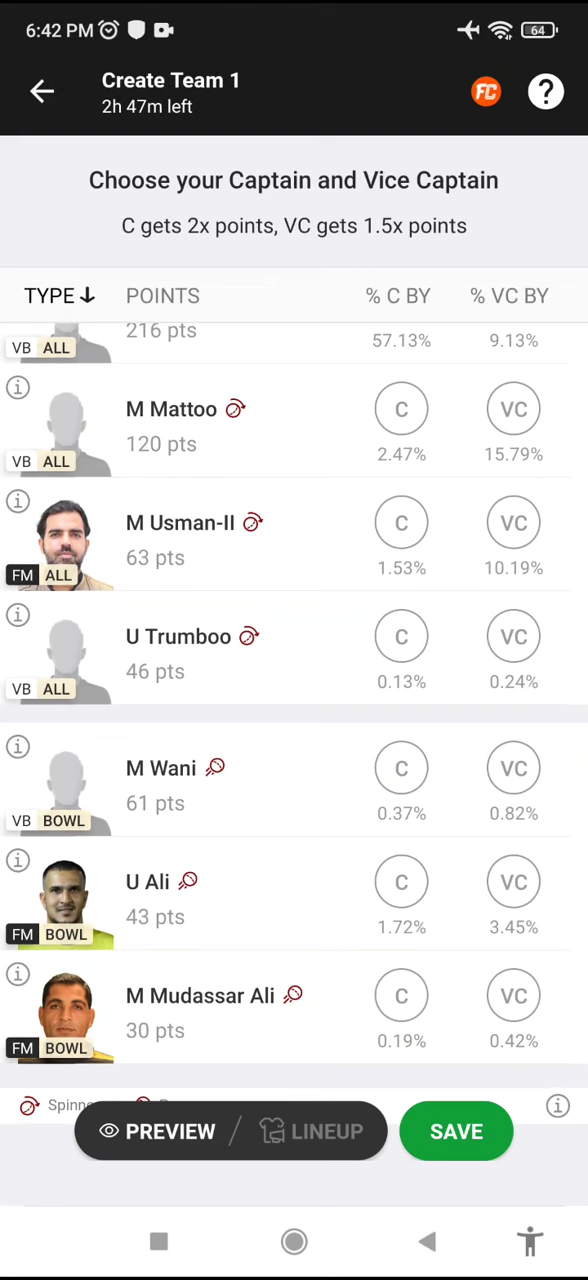 6:42 PM
64
Create Team 1
2h 47m left
FC
?
Choose your Captain and Vice Captain
C gets 2x points, VC gets 1.5x points
TYPE POINTS % C BY % VC BY
216 pts
57.13% 9.13%
VB ALL
M Mattoo
C VC
120 pts
2.47% 15.79%
VB ALL
M Usman-II
C VC
63 pts
1.53% 10.19%
FM ALL
U Trumboo
C VC
46 pts
0.13% 0.24%
VB ALL
M Wani
C VC
61 pts
0.37% 0.82%
VB BOWL
U Ali
C VC
43 pts
1.72% 3.45%
FM BOWL
M Mudassar Ali
C VC
30 pts
0.19% 0.42%
FM BOWL
PREVIEW / LINEUP
SAVE